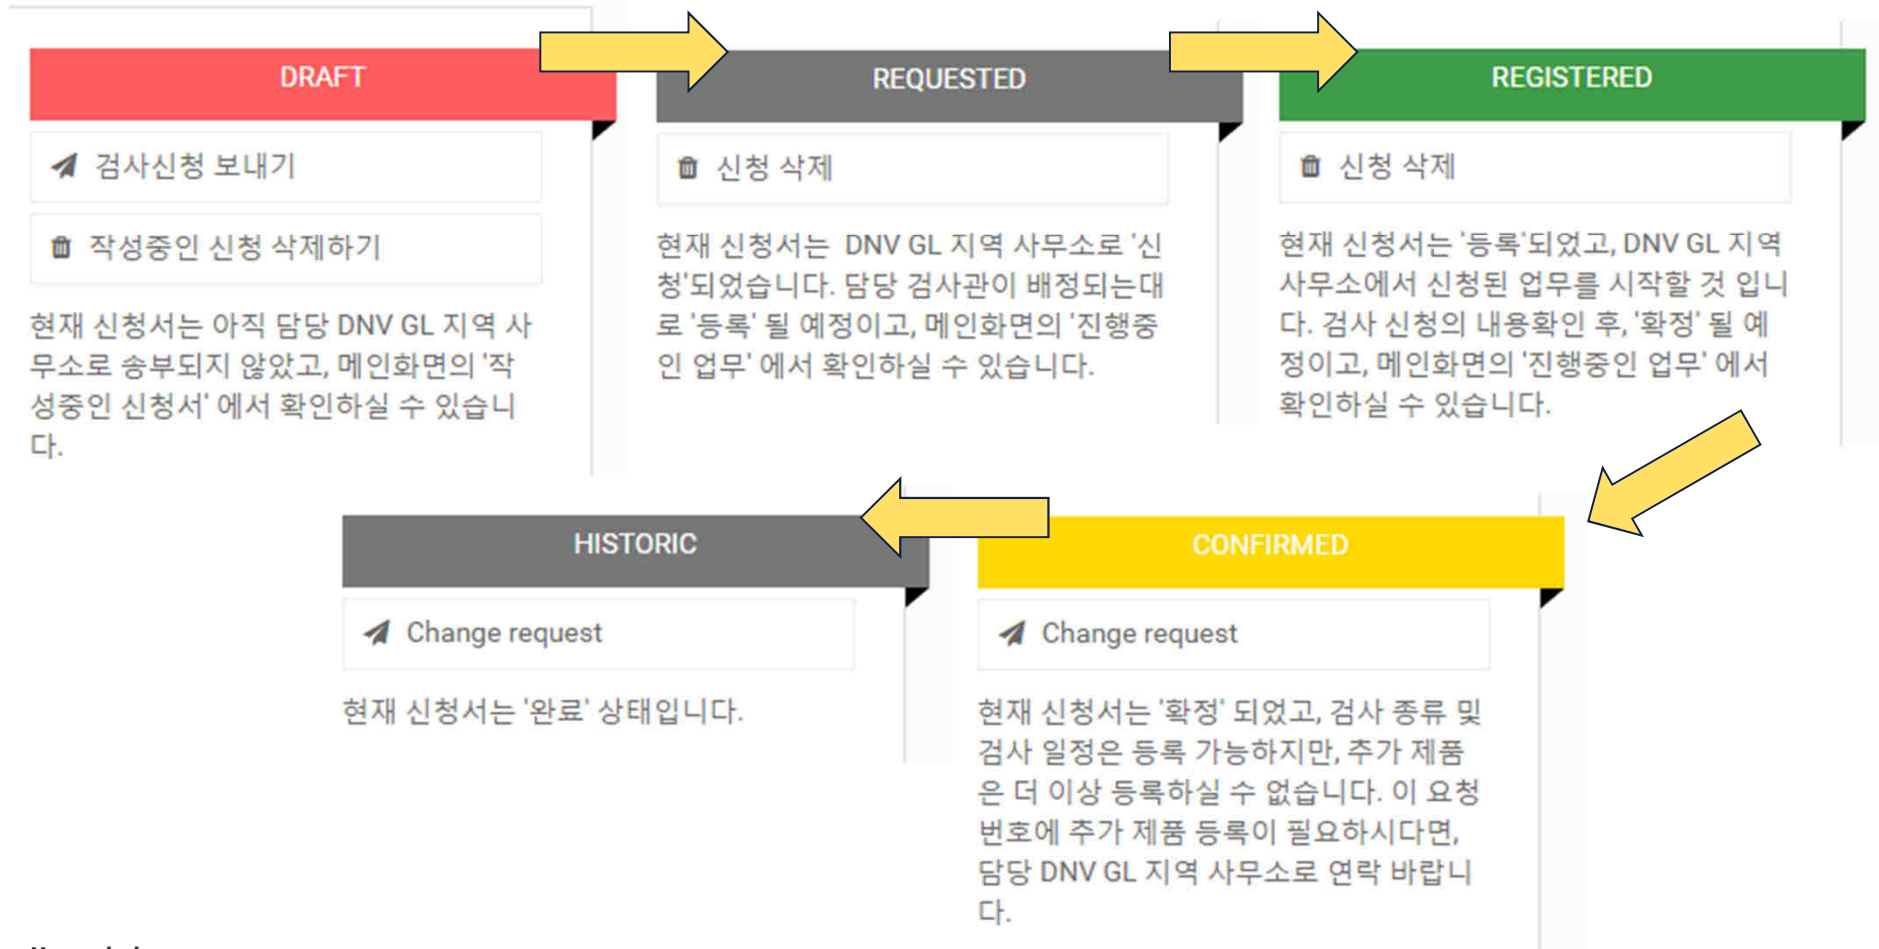 DRAFT
검사신청 보내기
작성중인 신청 삭제하기
현재 신청서는 아직 담당 DNV GL 지역 사
무소로 송부되지 않았고, 메인화면의 '작
성중인 신청서' 에서 확인하실 수 있습니
다.
REQUESTED
신청 삭제
현재 신청서는 DNV GL 지역 사무소로 '신
청'되었습니다. 담당 검사관이 배정되는대
로 '등록' 될 예정이고, 메인화면의 '진행중
인 업무' 에서 확인하실 수 있습니다.
REGISTERED
신청 삭제
현재 신청서는 '등록'되었고, DNV GL 지역
사무소에서 신청된 업무를 시작할 것 입니
다. 검사 신청의 내용확인 후, '확정' 될 예
정이고, 메인화면의 '진행중인 업무' 에서
확인하실 수 있습니다.
CONFIRMED
Change request
현재 신청서는 '확정' 되었고, 검사 종류 및
검사 일정은 등록 가능하지만, 추가 제품
은 더 이상 등록하실 수 없습니다. 이 요청
번호에 추가 제품 등록이 필요하시다면,
담당 DNV GL 지역 사무소로 연락 바랍니
다.
HISTORIC
Change request
현재 신청서는 '완료' 상태입니다.